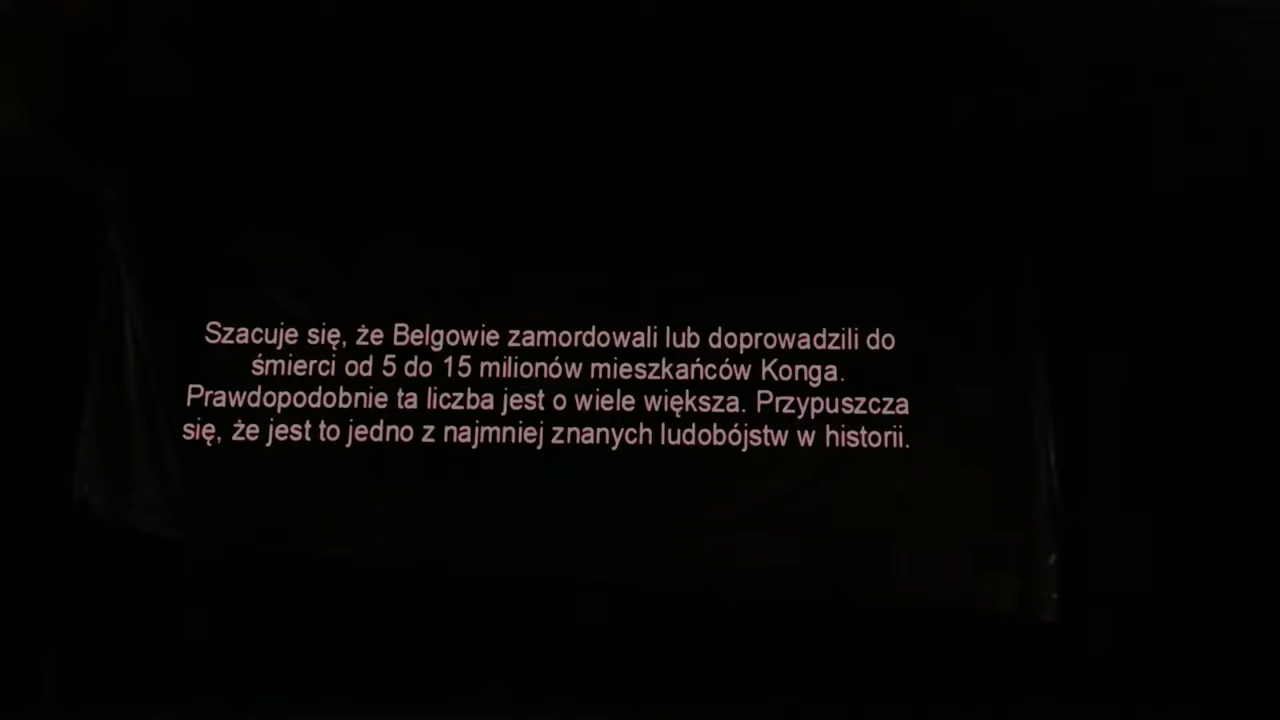 Szacuje się, że Belgowie zamordowali lub doprowadzili do
śmierci od 5 do 15 milionów mieszkańców Konga.
Prawdopodobnie ta liczba jest o wiele większa. Przypuszcza
się, że jest to jedno z najmniej znanych ludobójstw w historii.